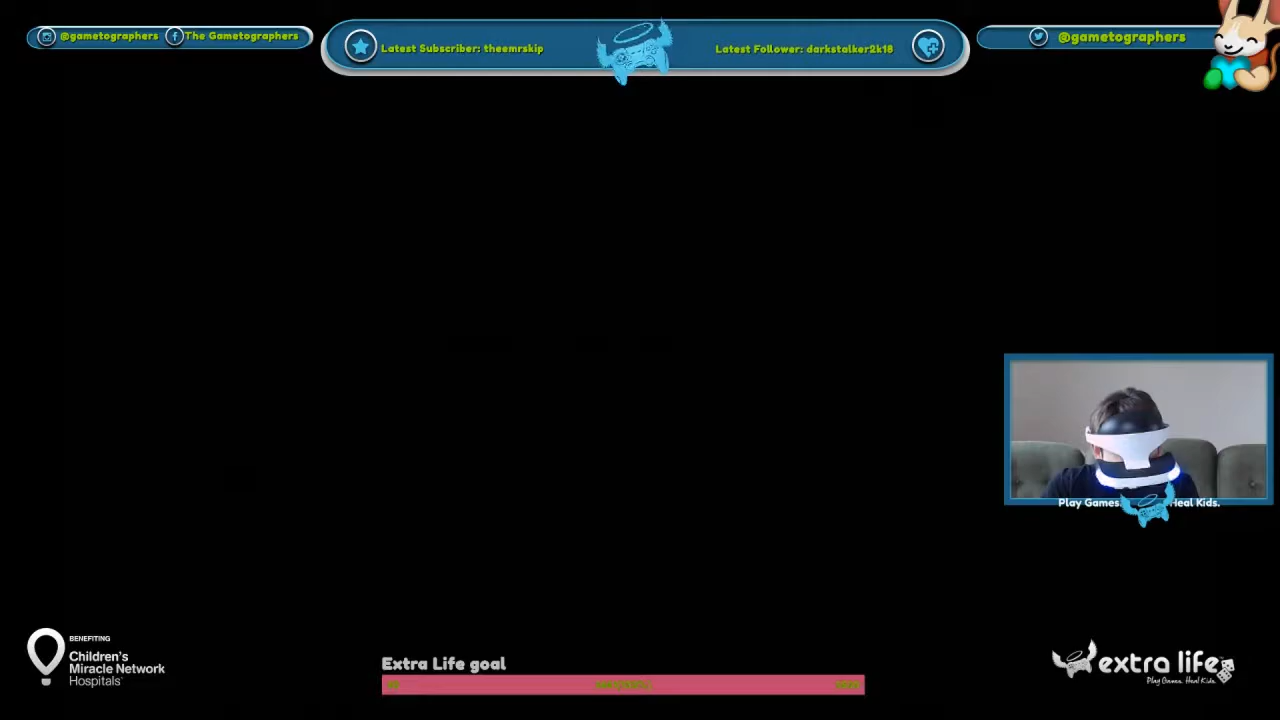 @gametographers
The Gametographers
Latest Subscriber: theemrskip
Latest Follower: darkstalker2k18
@gametographers
Play Games.
Heal Kids.
BENEFITING
Children's
Miracle Network
Hospitals
Extra Life goal
extra life
Play Games. Heal Kids.